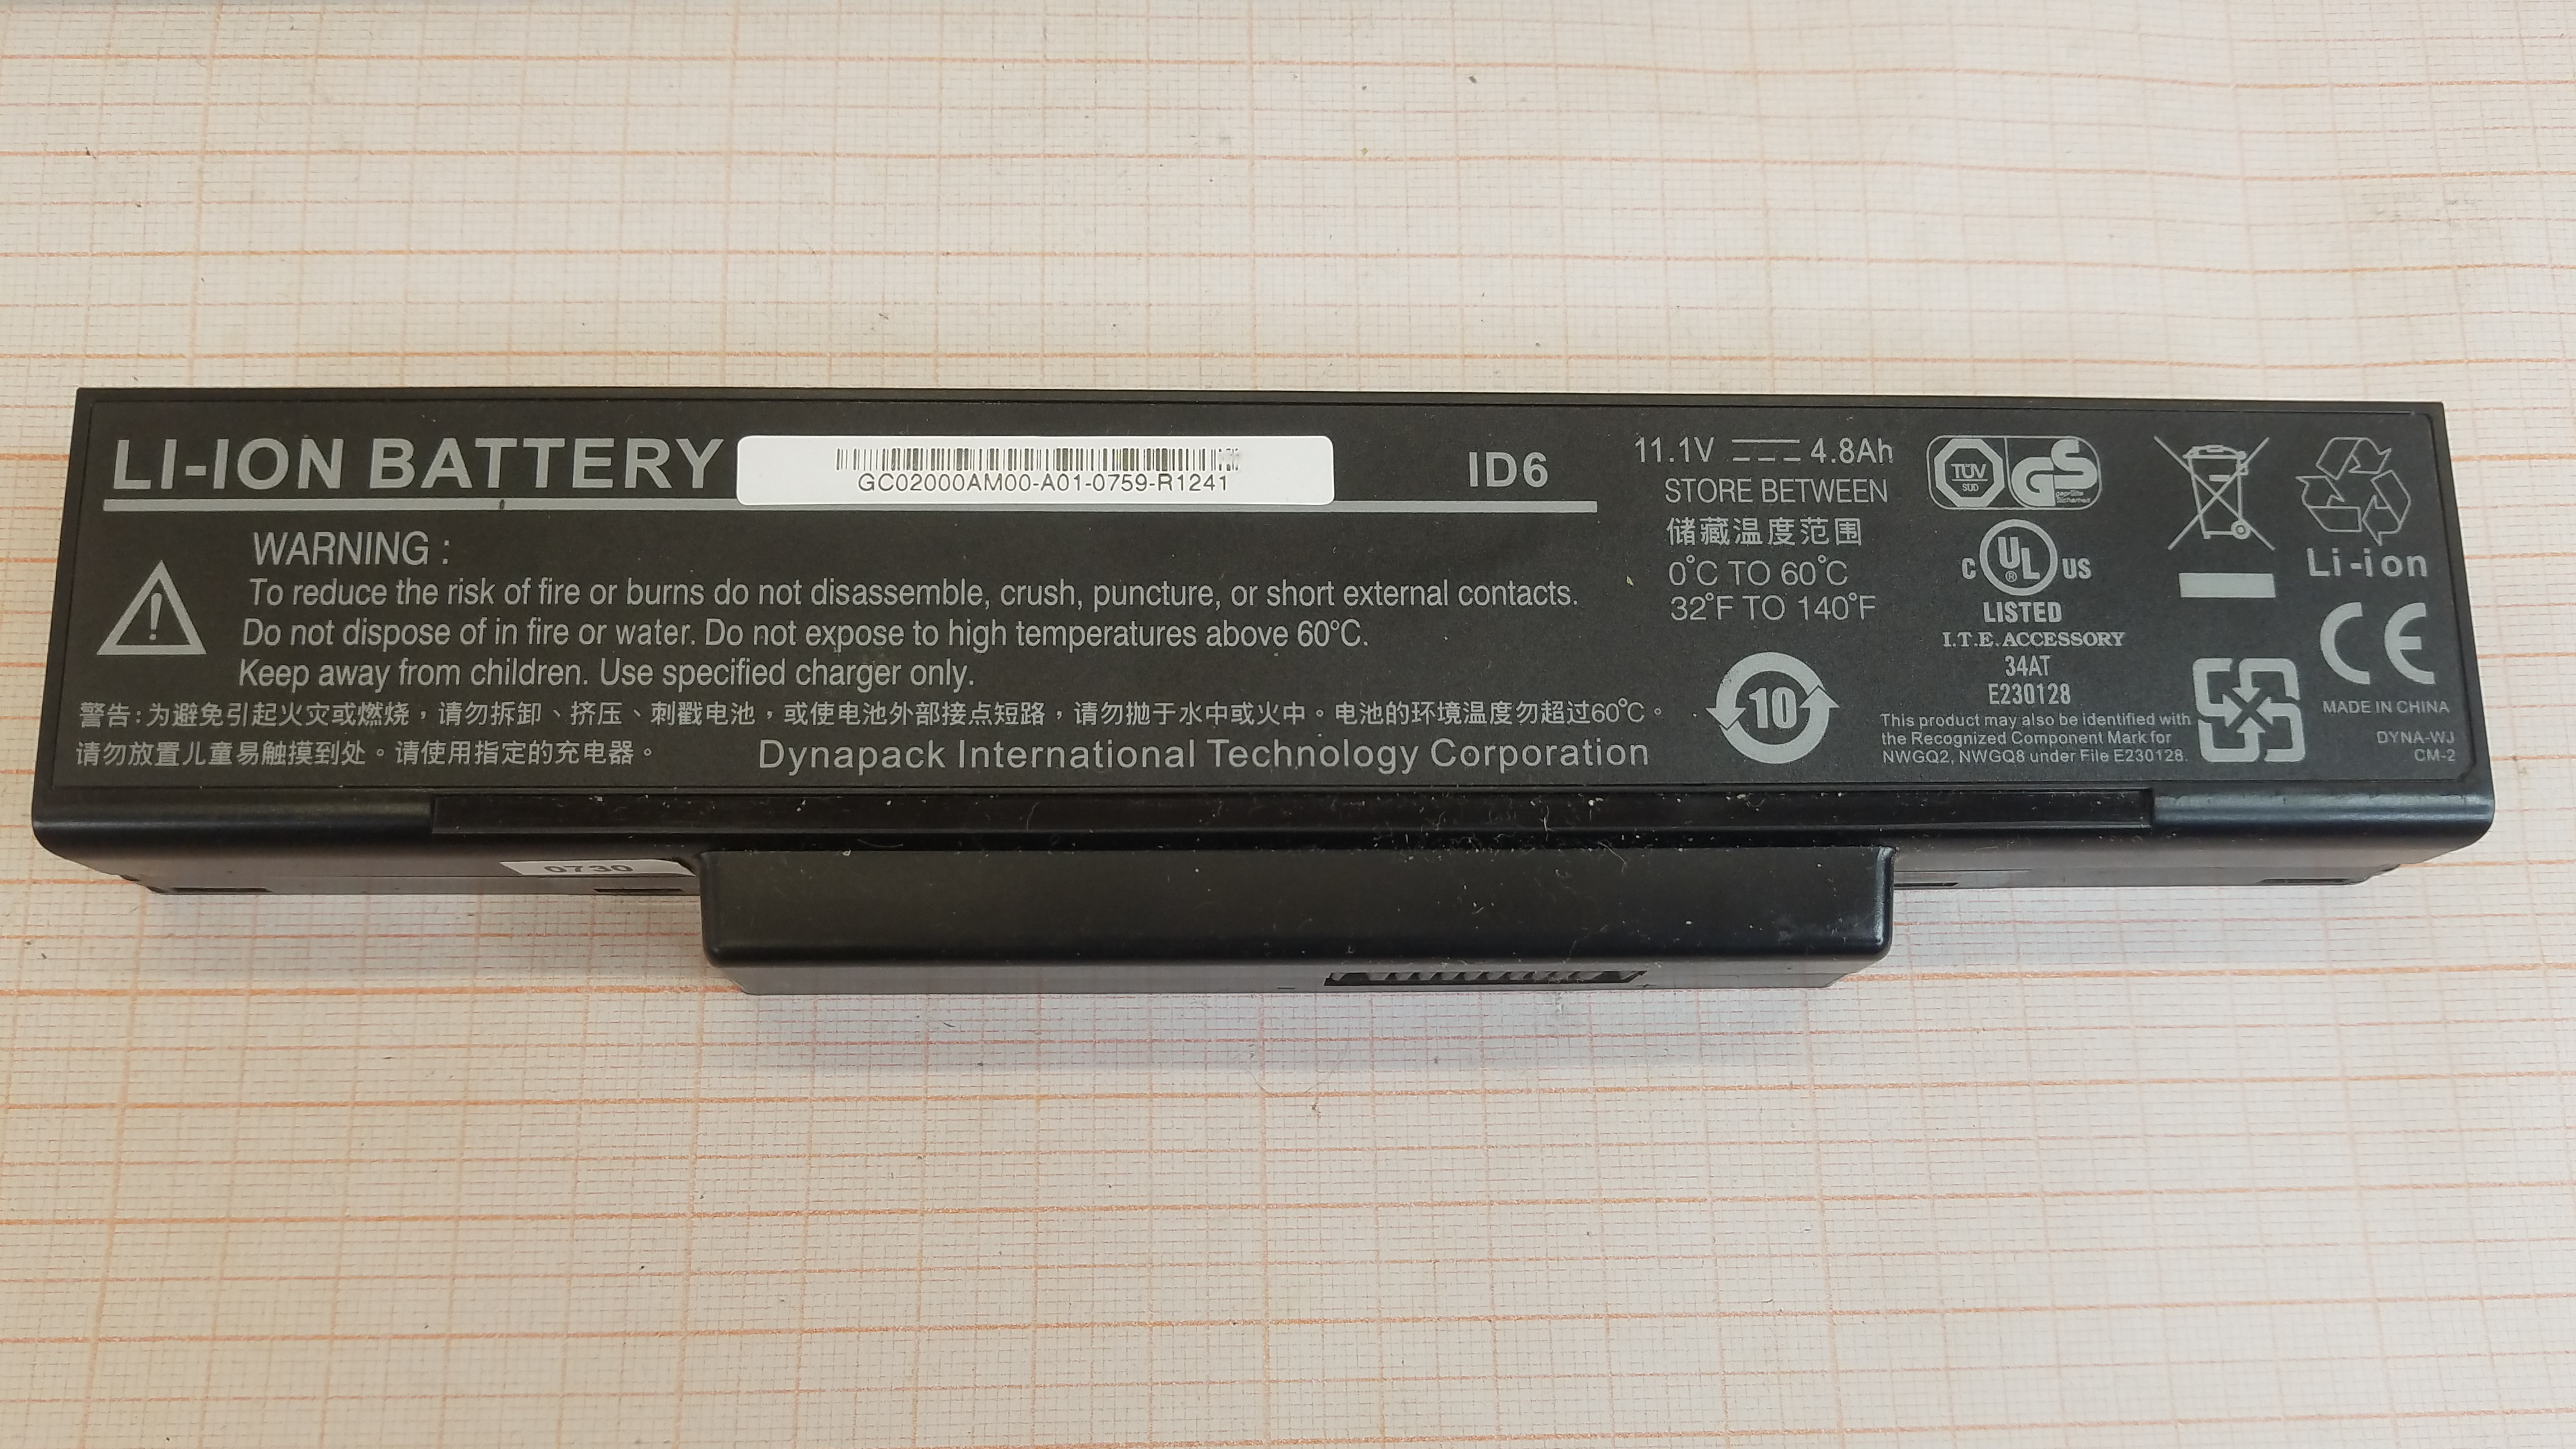 LI-ION BATTERY
GC02000AM00-A01-0759-R1241
ID6
WARNING :
To reduce the risk of fire or burns do not disassemble, crush, puncture, or short external contacts.
Do not dispose of in fire or water. Do not expose to high temperatures above 60°C.
Keep away from children. Use specified charger only.
警告:为避免引起火灾或燃烧，请勿拆卸、挤压、刺戳电池，或使电池外部接点短路，请勿抛于水中或火中。电池的环境温度勿超过60°C。
请勿放置儿童易触摸到处。请使用指定的充电器。
Dynapack International Technology Corporation
11.1V 4.8Ah
STORE BETWEEN
储藏温度范围
0°C TO 60°C
32°F TO 140°F
10
TÜV
SÜD
GS
geprüfte
Sicherheit
C UL US
®
LISTED
I.T.E. ACCESSORY
34AT
E230128
This product may also be identified with
the Recognized Component Mark for
NWGQ2, NWGQ8 under File E230128.
Li-ion
CE
MADE IN CHINA
DYNA-WJ
CM-2
0730